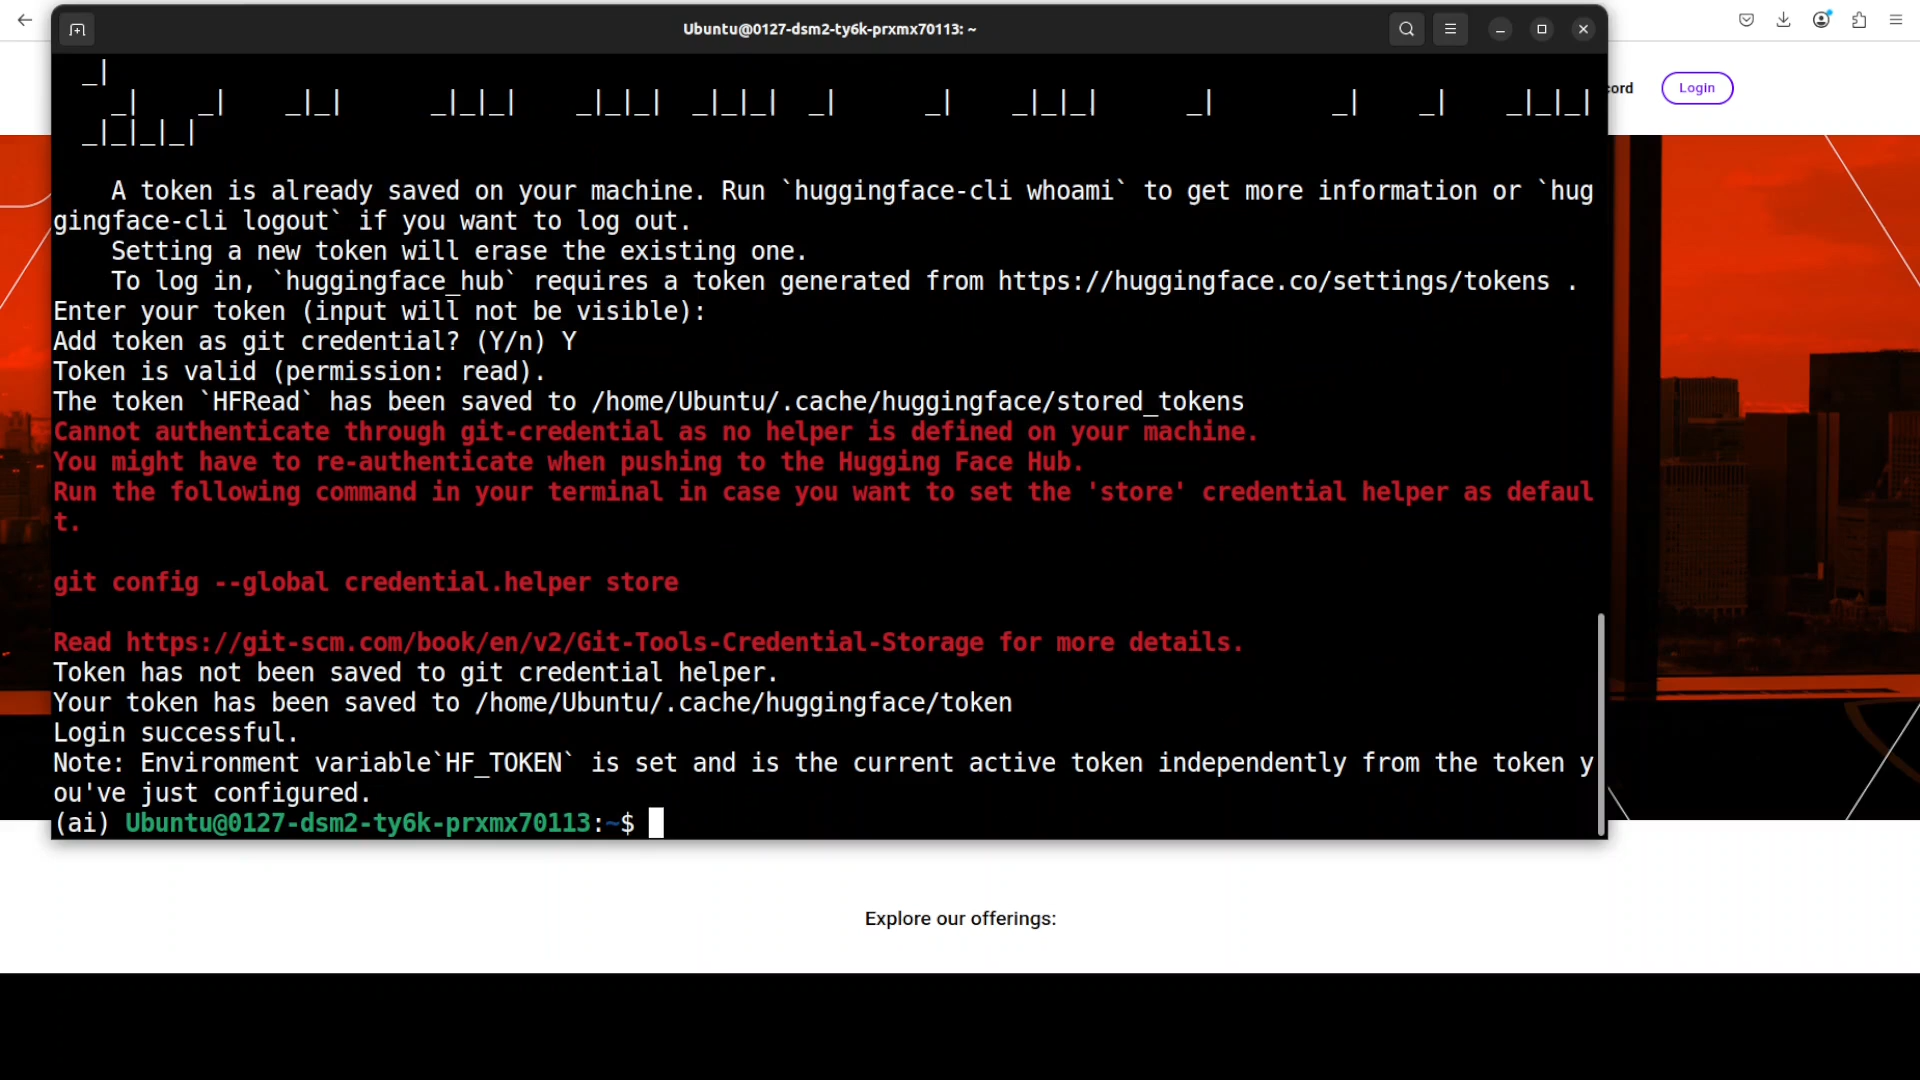 Ubuntu@0127-dsm2-ty6k-prxmx70113: ~
ord
Login
_|
_|    _|    _|_|    _|_|_|    _|_|_|  _|_|_|  _|      _|    _|_|_|      _|        _|    _|    _|_|_|
_|_|_|_|
A token is already saved on your machine. Run `huggingface-cli whoami` to get more information or `hug
gingface-cli logout` if you want to log out.
Setting a new token will erase the existing one.
To log in, `huggingface_hub` requires a token generated from https://huggingface.co/settings/tokens .
Enter your token (input will not be visible):
Add token as git credential? (Y/n) Y
Token is valid (permission: read).
The token `HFRead` has been saved to /home/Ubuntu/.cache/huggingface/stored_tokens
Cannot authenticate through git-credential as no helper is defined on your machine.
You might have to re-authenticate when pushing to the Hugging Face Hub.
Run the following command in your terminal in case you want to set the 'store' credential helper as defaul
t.
git config --global credential.helper store
Read https://git-scm.com/book/en/v2/Git-Tools-Credential-Storage for more details.
Token has not been saved to git credential helper.
Your token has been saved to /home/Ubuntu/.cache/huggingface/token
Login successful.
Note: Environment variable`HF_TOKEN` is set and is the current active token independently from the token y
ou've just configured.
(ai) Ubuntu@0127-dsm2-ty6k-prxmx70113:~$
Explore our offerings: